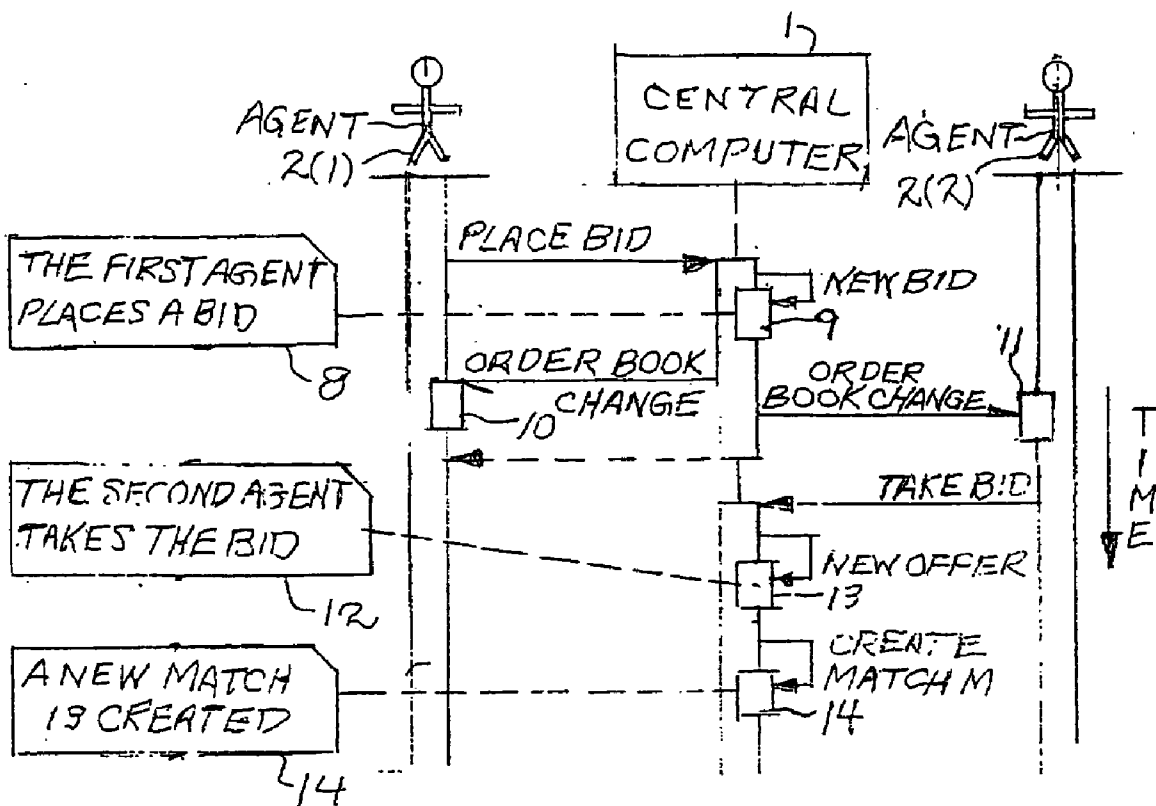 1
CENTRAL
COMPUTER
AGENT
2(1)
AGENT
2(2)
PLACE BID
THE FIRST AGENT
PLACES A BID
8
NEW BID
9
ORDER BOOK
CHANGE
10
ORDER
BOOK CHANGE
11
TIME
THE SECOND AGENT
TAKES THE BID
12
TAKE BID
NEW OFFER
13
A NEW MATCH
IS CREATED
14
CREATE
MATCH M
14